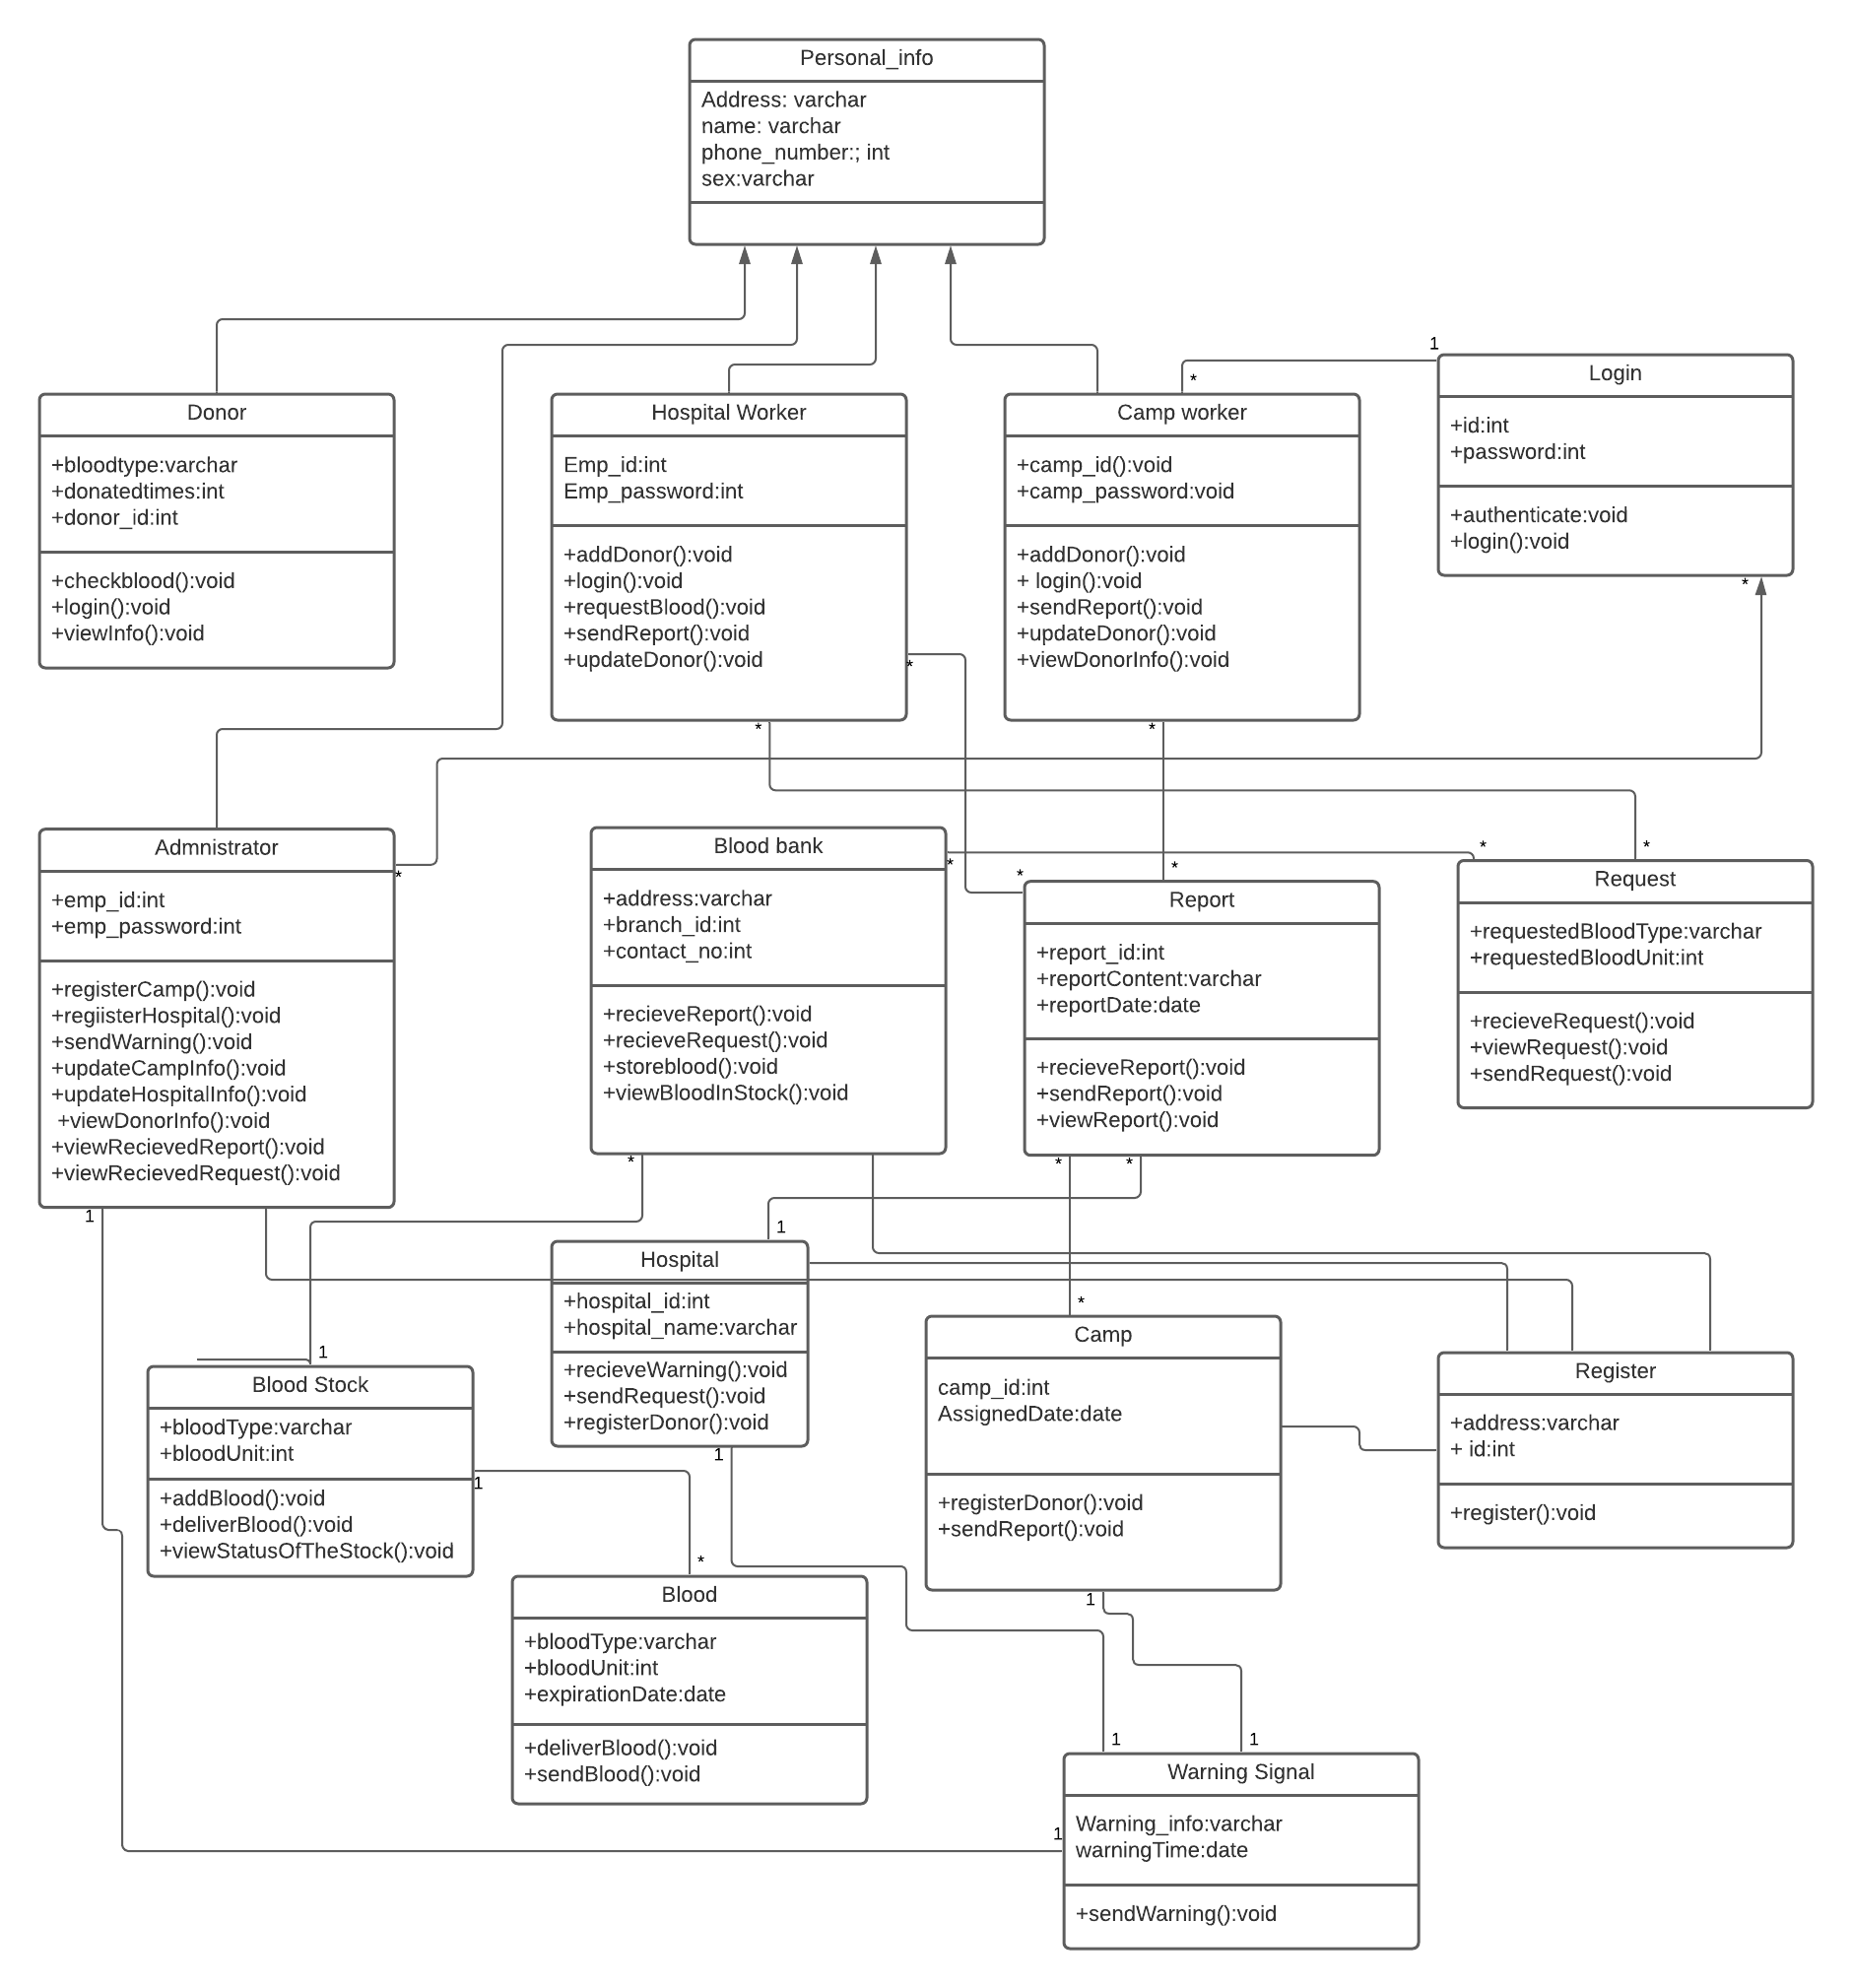 Personal_info
Address: varchar
name: varchar
phone_number:; int
sex:varchar
1
*
Login
+id:int
+password:int
+authenticate:void
+login():void
*
Donor
+bloodtype:varchar
+donatedtimes:int
+donor_id:int
+checkblood():void
+login():void
+viewInfo():void
Hospital Worker
Emp_id:int
Emp_password:int
+addDonor():void
+login():void
+requestBlood():void
+sendReport():void
+updateDonor():void
*
*
Camp worker
+camp_id():void
+camp_password:void
+addDonor():void
+ login():void
+sendReport():void
+updateDonor():void
+viewDonorInfo():void
*
Admnistrator
*
+emp_id:int
+emp_password:int
+registerCamp():void
+regiisterHospital():void
+sendWarning():void
+updateCampInfo():void
+updateHospitalInfo():void
+viewDonorInfo():void
+viewRecievedReport():void
+viewRecievedRequest():void
1
Blood bank
*
+address:varchar
+branch_id:int
+contact_no:int
+recieveReport():void
+recieveRequest():void
+storeblood():void
+viewBloodInStock():void
*
*
*
Report
+report_id:int
+reportContent:varchar
+reportDate:date
+recieveReport():void
+sendReport():void
+viewReport():void
*
*
*
*
Request
+requestedBloodType:varchar
+requestedBloodUnit:int
+recieveRequest():void
+viewRequest():void
+sendRequest():void
1
Hospital
+hospital_id:int
+hospital_name:varchar
+recieveWarning():void
+sendRequest():void
+registerDonor():void
1
*
Camp
camp_id:int
AssignedDate:date
+registerDonor():void
+sendReport():void
1
Register
+address:varchar
+ id:int
+register():void
1
Blood Stock
+bloodType:varchar
+bloodUnit:int
1
+addBlood():void
+deliverBlood():void
+viewStatusOfTheStock():void
*
Blood
+bloodType:varchar
+bloodUnit:int
+expirationDate:date
+deliverBlood():void
+sendBlood():void
1
1
1
Warning Signal
Warning_info:varchar
warningTime:date
+sendWarning():void